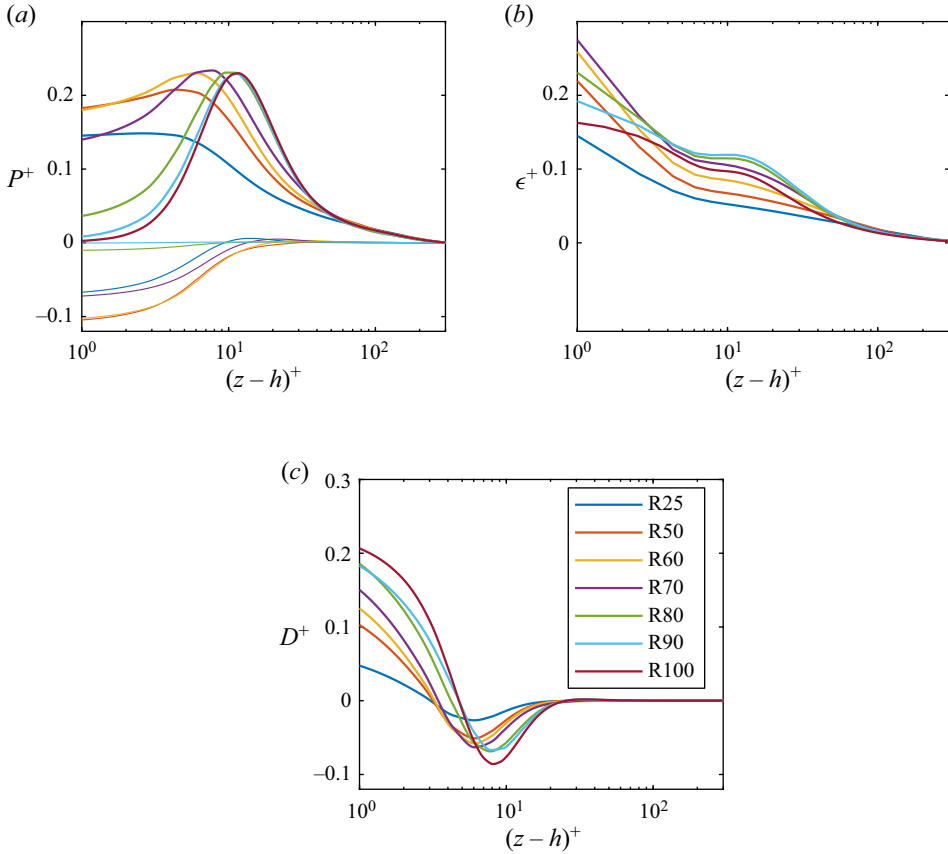 (a)
0.2
0.1
0
–0.1
P+
10^0
10^1
10^2
(z – h)+
(b)
0.2
0.1
0
ϵ+
10^0
10^1
10^2
(z – h)+
(c)
0.3
0.2
0.1
0
–0.1
D+
10^0
10^1
10^2
(z – h)+
R25
R50
R60
R70
R80
R90
R100